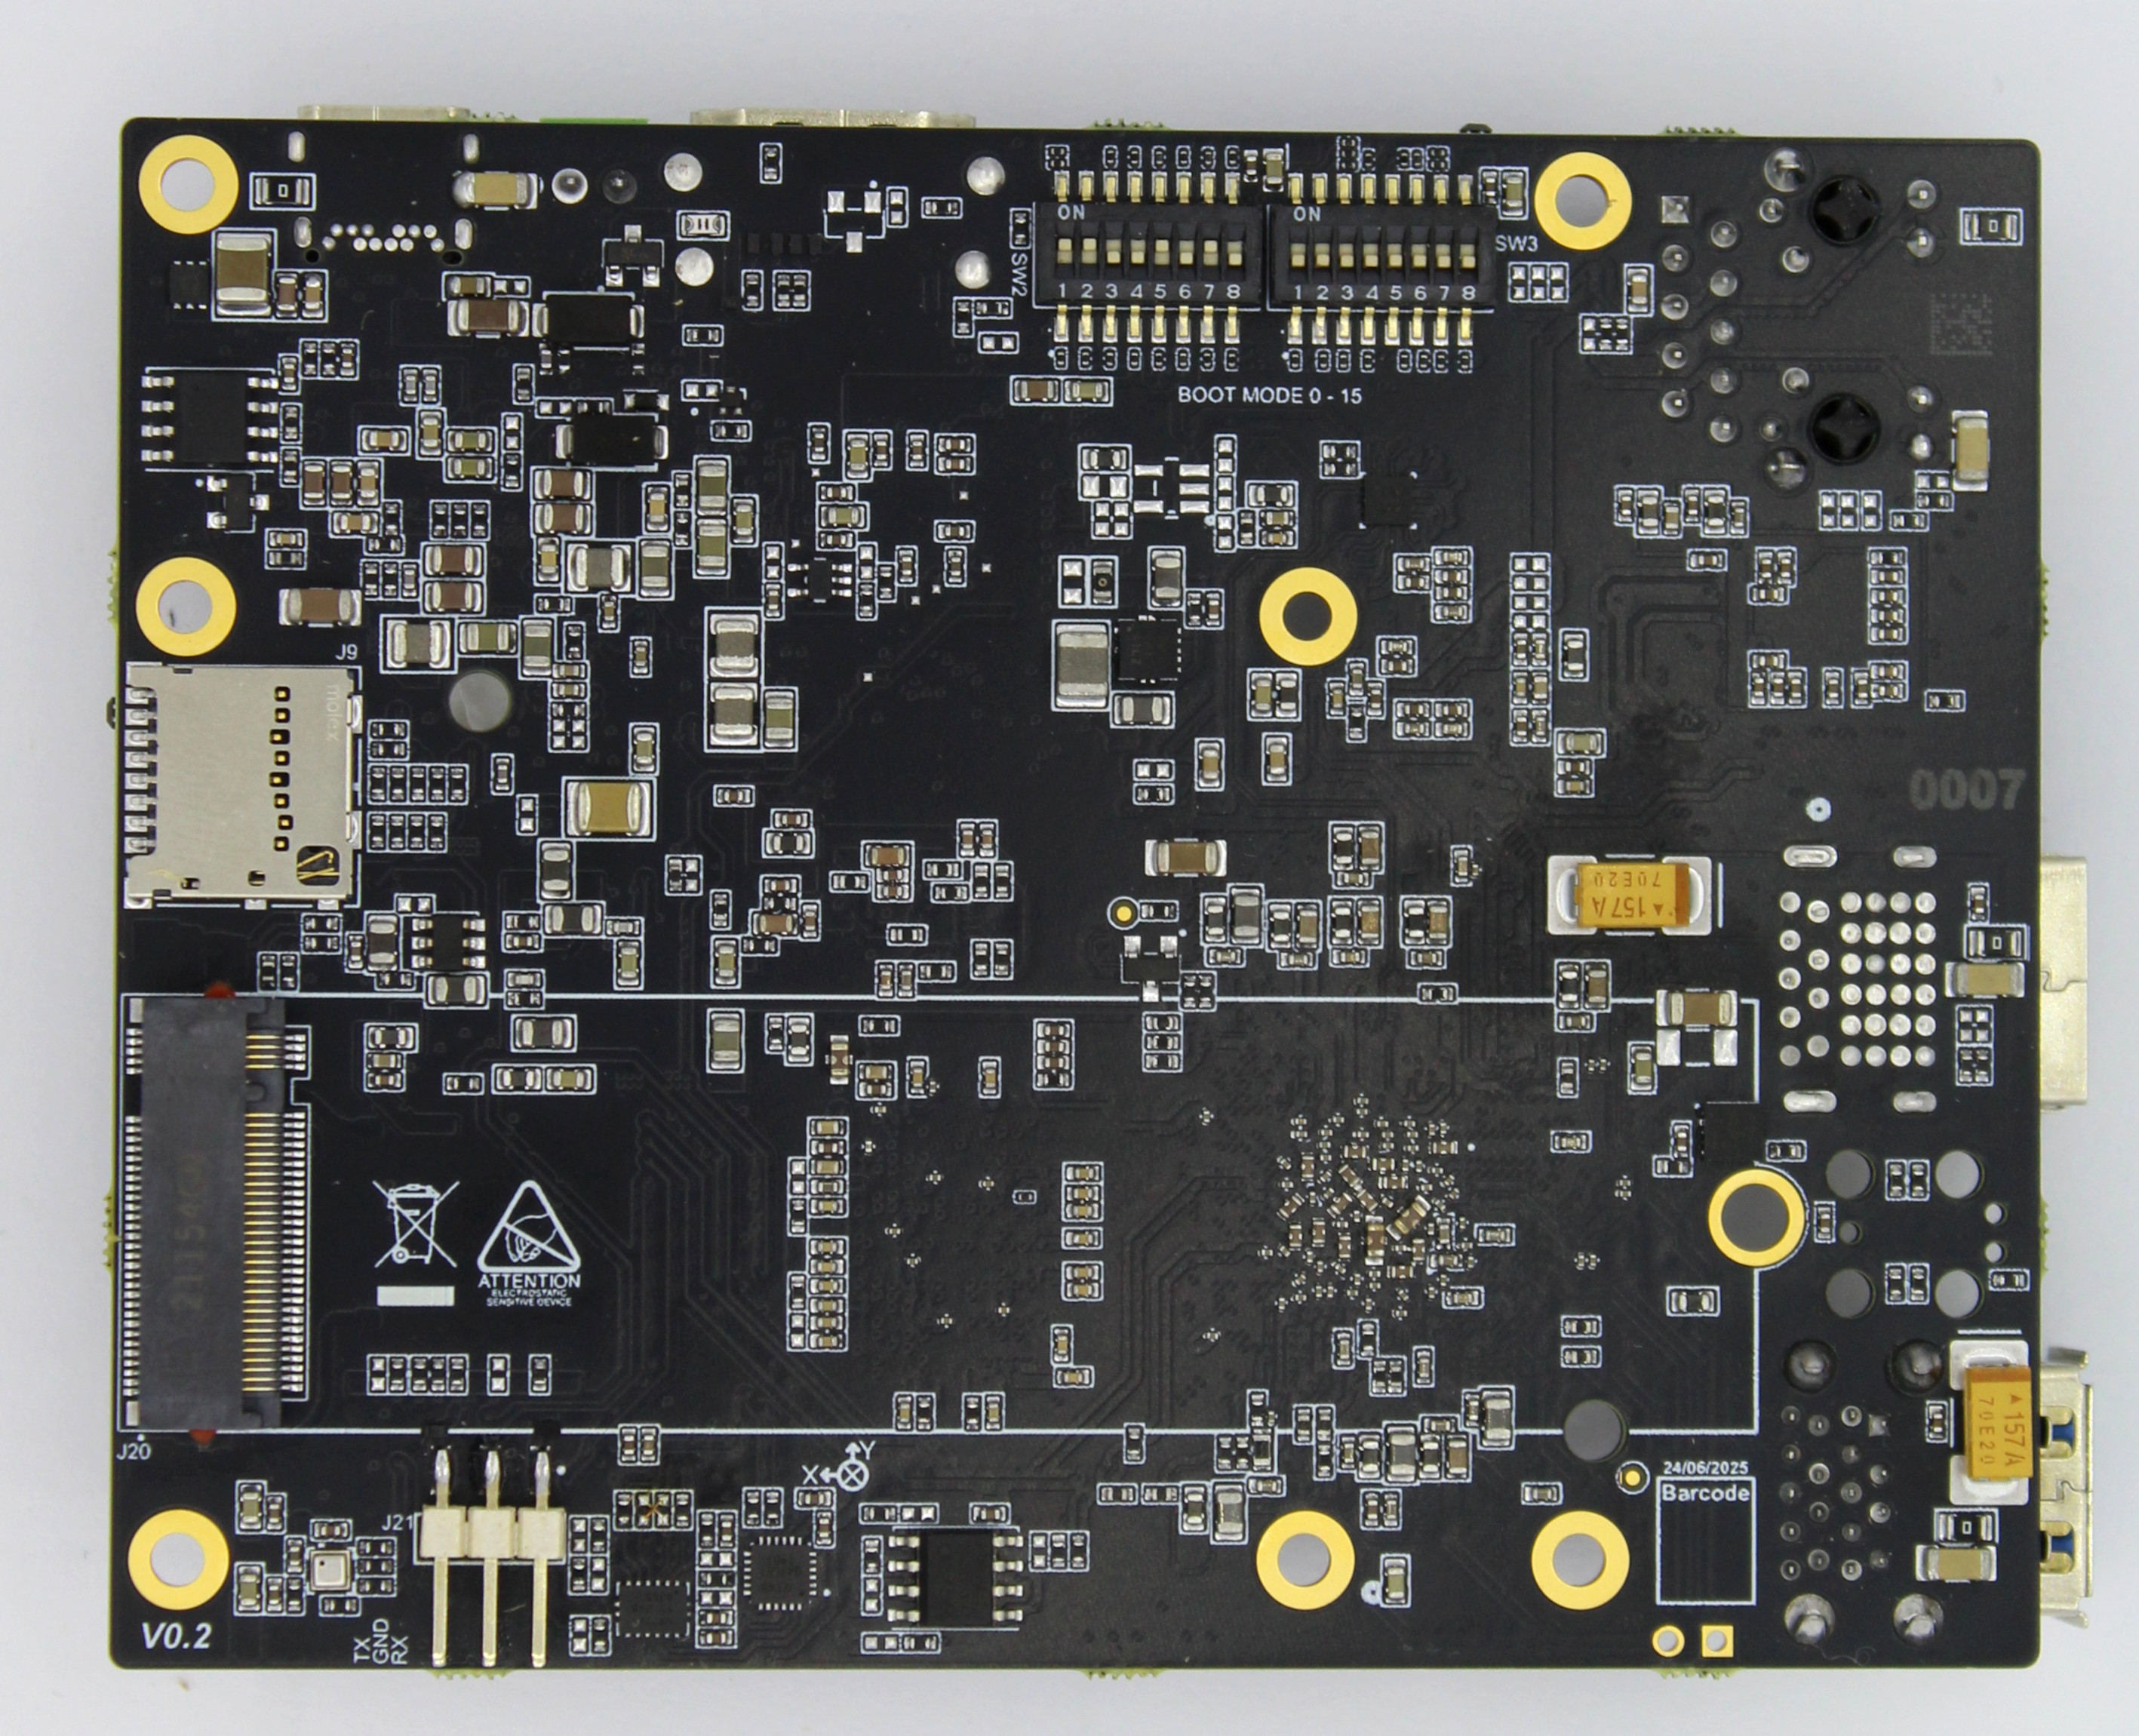 ON
ON
SW3
SW2
1 2 3 4 5 6 7 8
1 2 3 4 5 6 7 8
BOOT MODE 0 - 15
J9
molex
0007
157A
70E20
21154
ATTENTION
ELECTROSTATIC
SENSITIVE DEVICE
157A
70E20
J20
Y
X
24/06/2025
Barcode
J21
V0.2
TX
GND
RX